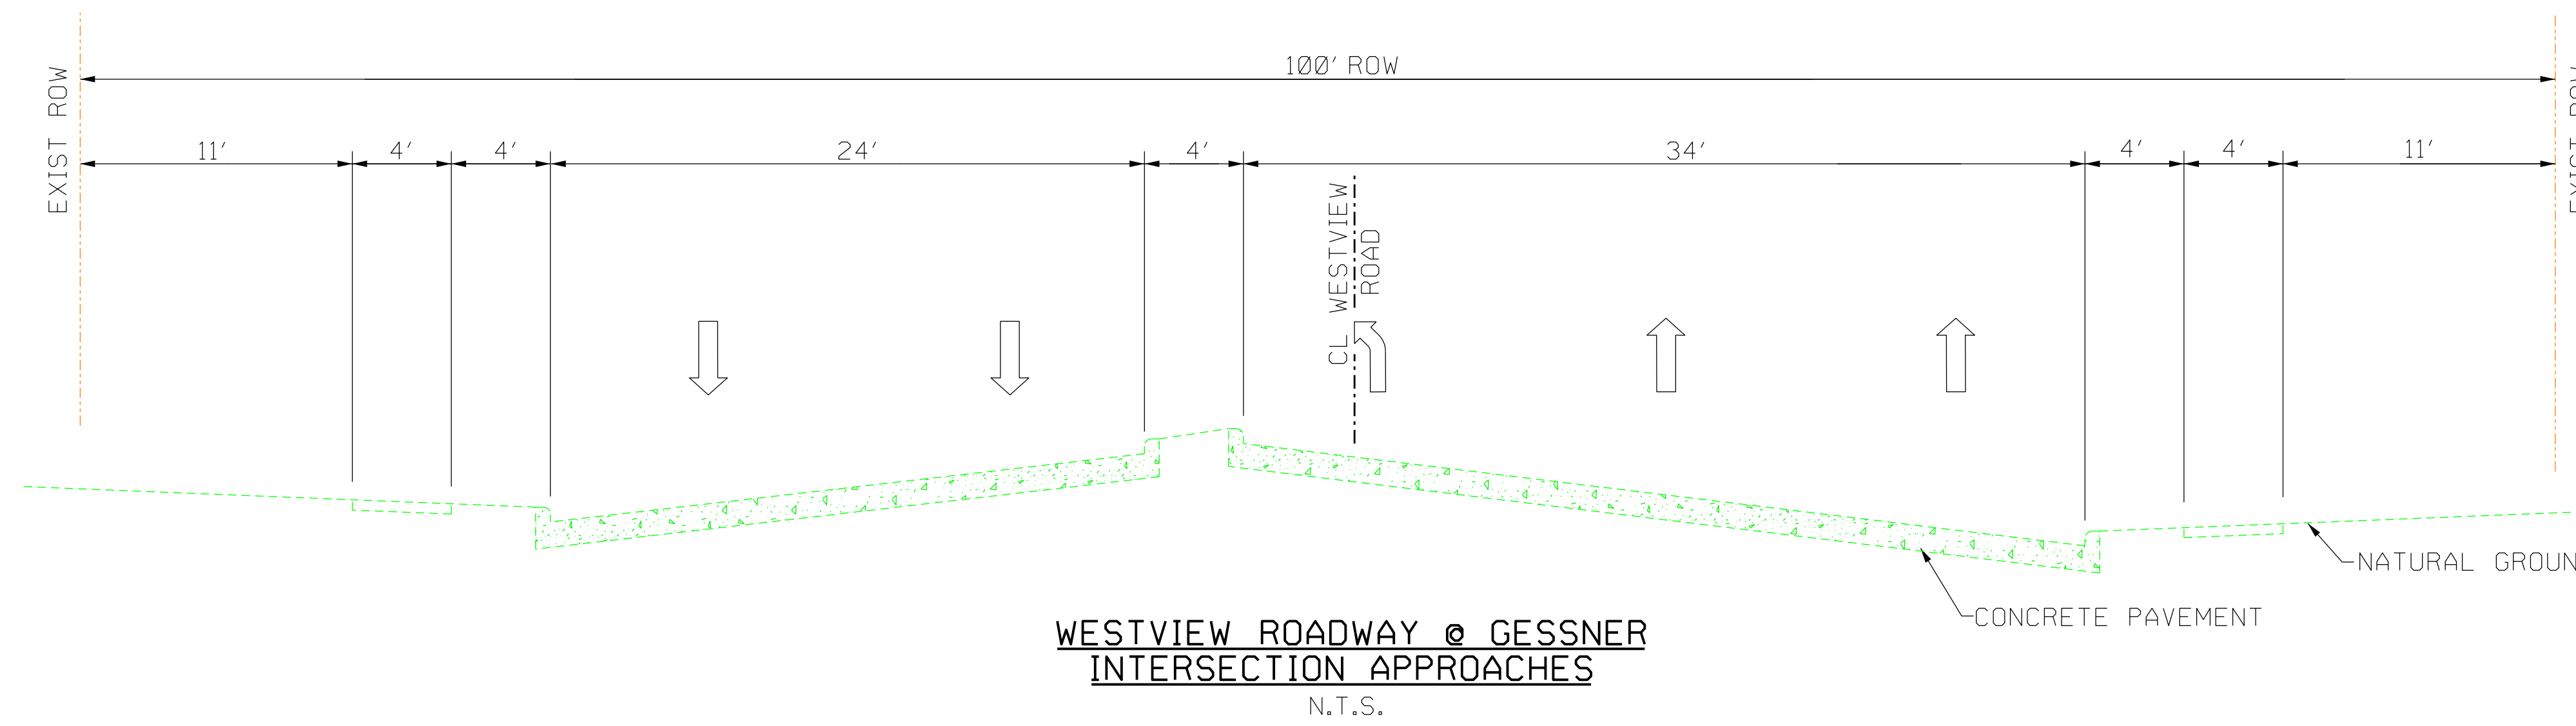 EXIST ROW
100' ROW
11'
4'
4'
24'
4'
34'
4'
4'
11'
CL WESTVIEW
ROAD
NATURAL GROUN
CONCRETE PAVEMENT
WESTVIEW ROADWAY @ GESSNER
INTERSECTION APPROACHES
N.T.S.